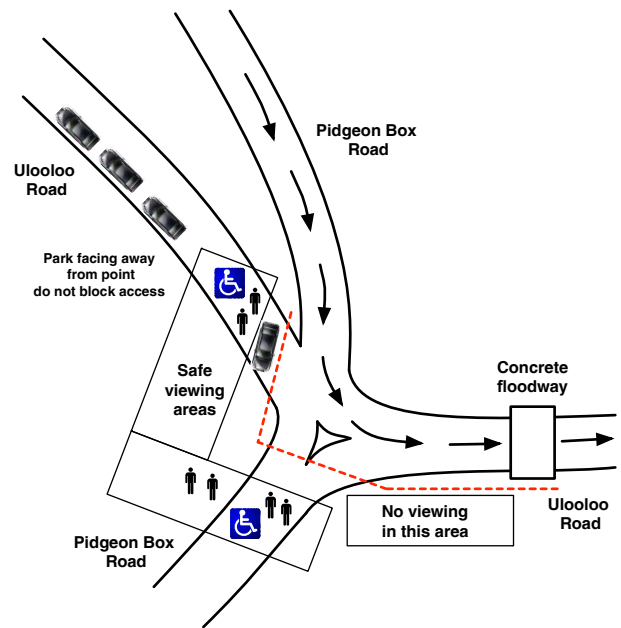 Pidgeon Box
Road
Ulooloo
Road
Park facing away
from point
do not block access
Safe
viewing
areas
Concrete
floodway
No viewing
in this area
Ulooloo
Road
Pidgeon Box
Road